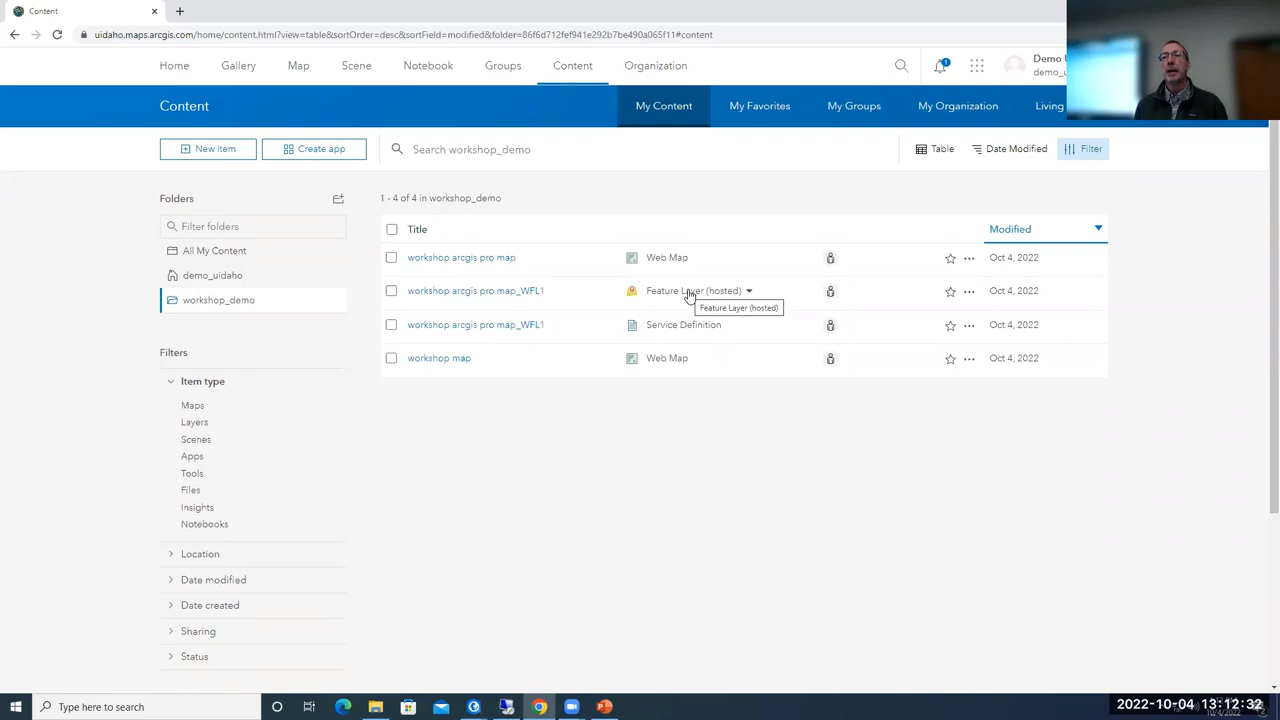 Content
uidaho.maps.arcgis.com/home/content.html?view=table&sortOrder=desc&sortField=modified&folder=86f6d712fef941e292b7be490a065f11#content
Home Gallery Map Scene Notebook Groups Content Organization
1
Demo
demo_u
Content
My Content My Favorites My Groups My Organization Living
New item Create app Search workshop_demo Table Date Modified Filter
Folders
Filter folders
All My Content
demo_uidaho
workshop_demo
Filters
Item type
Maps
Layers
Scenes
Apps
Tools
Files
Insights
Notebooks
Location
Date modified
Date created
Sharing
Status
1 - 4 of 4 in workshop_demo
Title Modified
workshop arcgis pro map Web Map Oct 4, 2022
workshop arcgis pro map_WFL1 Feature Layer (hosted) Oct 4, 2022
Feature Layer (hosted)
workshop arcgis pro map_WFL1 Service Definition Oct 4, 2022
workshop map Web Map Oct 4, 2022
Type here to search
2022-10-04 13:12:32